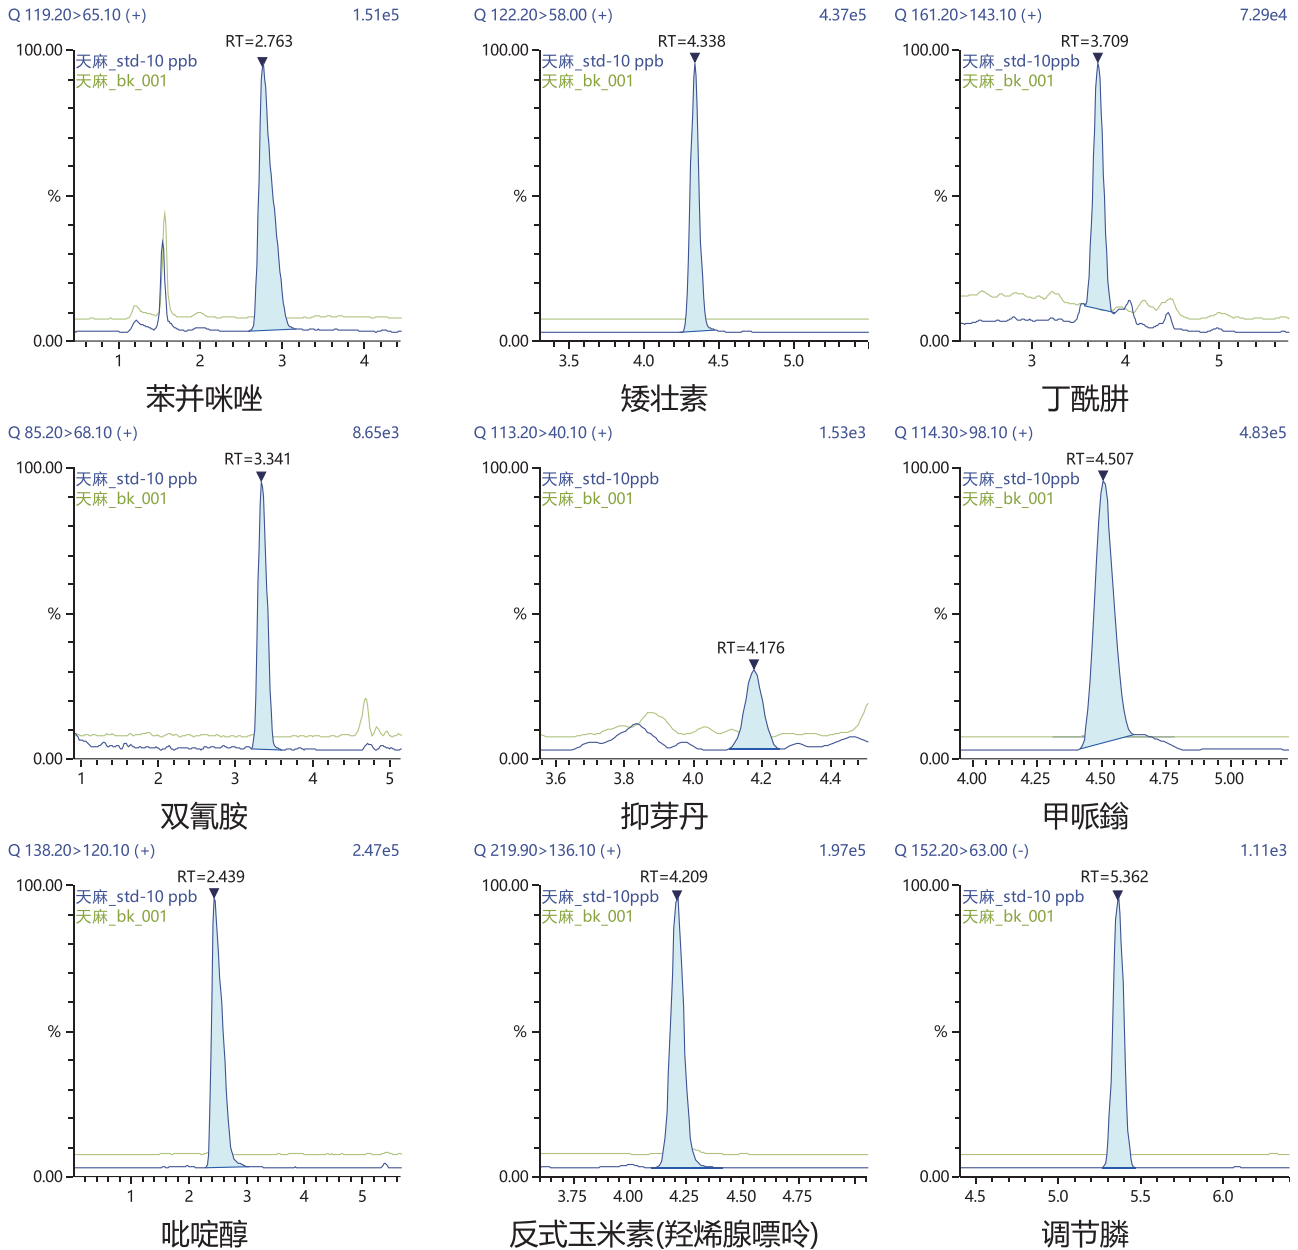 Q 119.20>65.10 (+) 1.51e5
RT=2.763
100.00
天麻_std-10 ppb
天麻_bk_001
%
0.00
1 2 3 4
苯并咪唑
Q 122.20>58.00 (+) 4.37e5
RT=4.338
100.00
天麻_std-10 ppb
天麻_bk_001
%
0.00
3.5 4.0 4.5 5.0
矮壮素
Q 161.20>143.10 (+) 7.29e4
RT=3.709
100.00
天麻_std-10ppb
天麻_bk_001
%
0.00
3 4 5
丁酰肼
Q 85.20>68.10 (+) 8.65e3
RT=3.341
100.00
天麻_std-10 ppb
天麻_bk_001
%
0.00
1 2 3 4 5
双氰胺
Q 113.20>40.10 (+) 1.53e3
RT=4.176
100.00
天麻_std-10ppb
天麻_bk_001
%
0.00
3.6 3.8 4.0 4.2 4.4
抑芽丹
Q 114.30>98.10 (+) 4.83e5
RT=4.507
100.00
天麻_std-10 ppb
天麻_bk_001
%
0.00
4.00 4.25 4.50 4.75 5.00
甲哌鎓
Q 138.20>120.10 (+) 2.47e5
RT=2.439
100.00
天麻_std-10 ppb
天麻_bk_001
%
0.00
1 2 3 4 5
吡啶醇
Q 219.90>136.10 (+) 1.97e5
RT=4.209
100.00
天麻_std-10ppb
天麻_bk_001
%
0.00
3.75 4.00 4.25 4.50 4.75
反式玉米素(羟烯腺嘌呤)
Q 152.20>63.00 (-) 1.11e3
RT=5.362
100.00
天麻_std-10 ppb
天麻_bk_001
%
0.00
4.5 5.0 5.5 6.0
调节膦